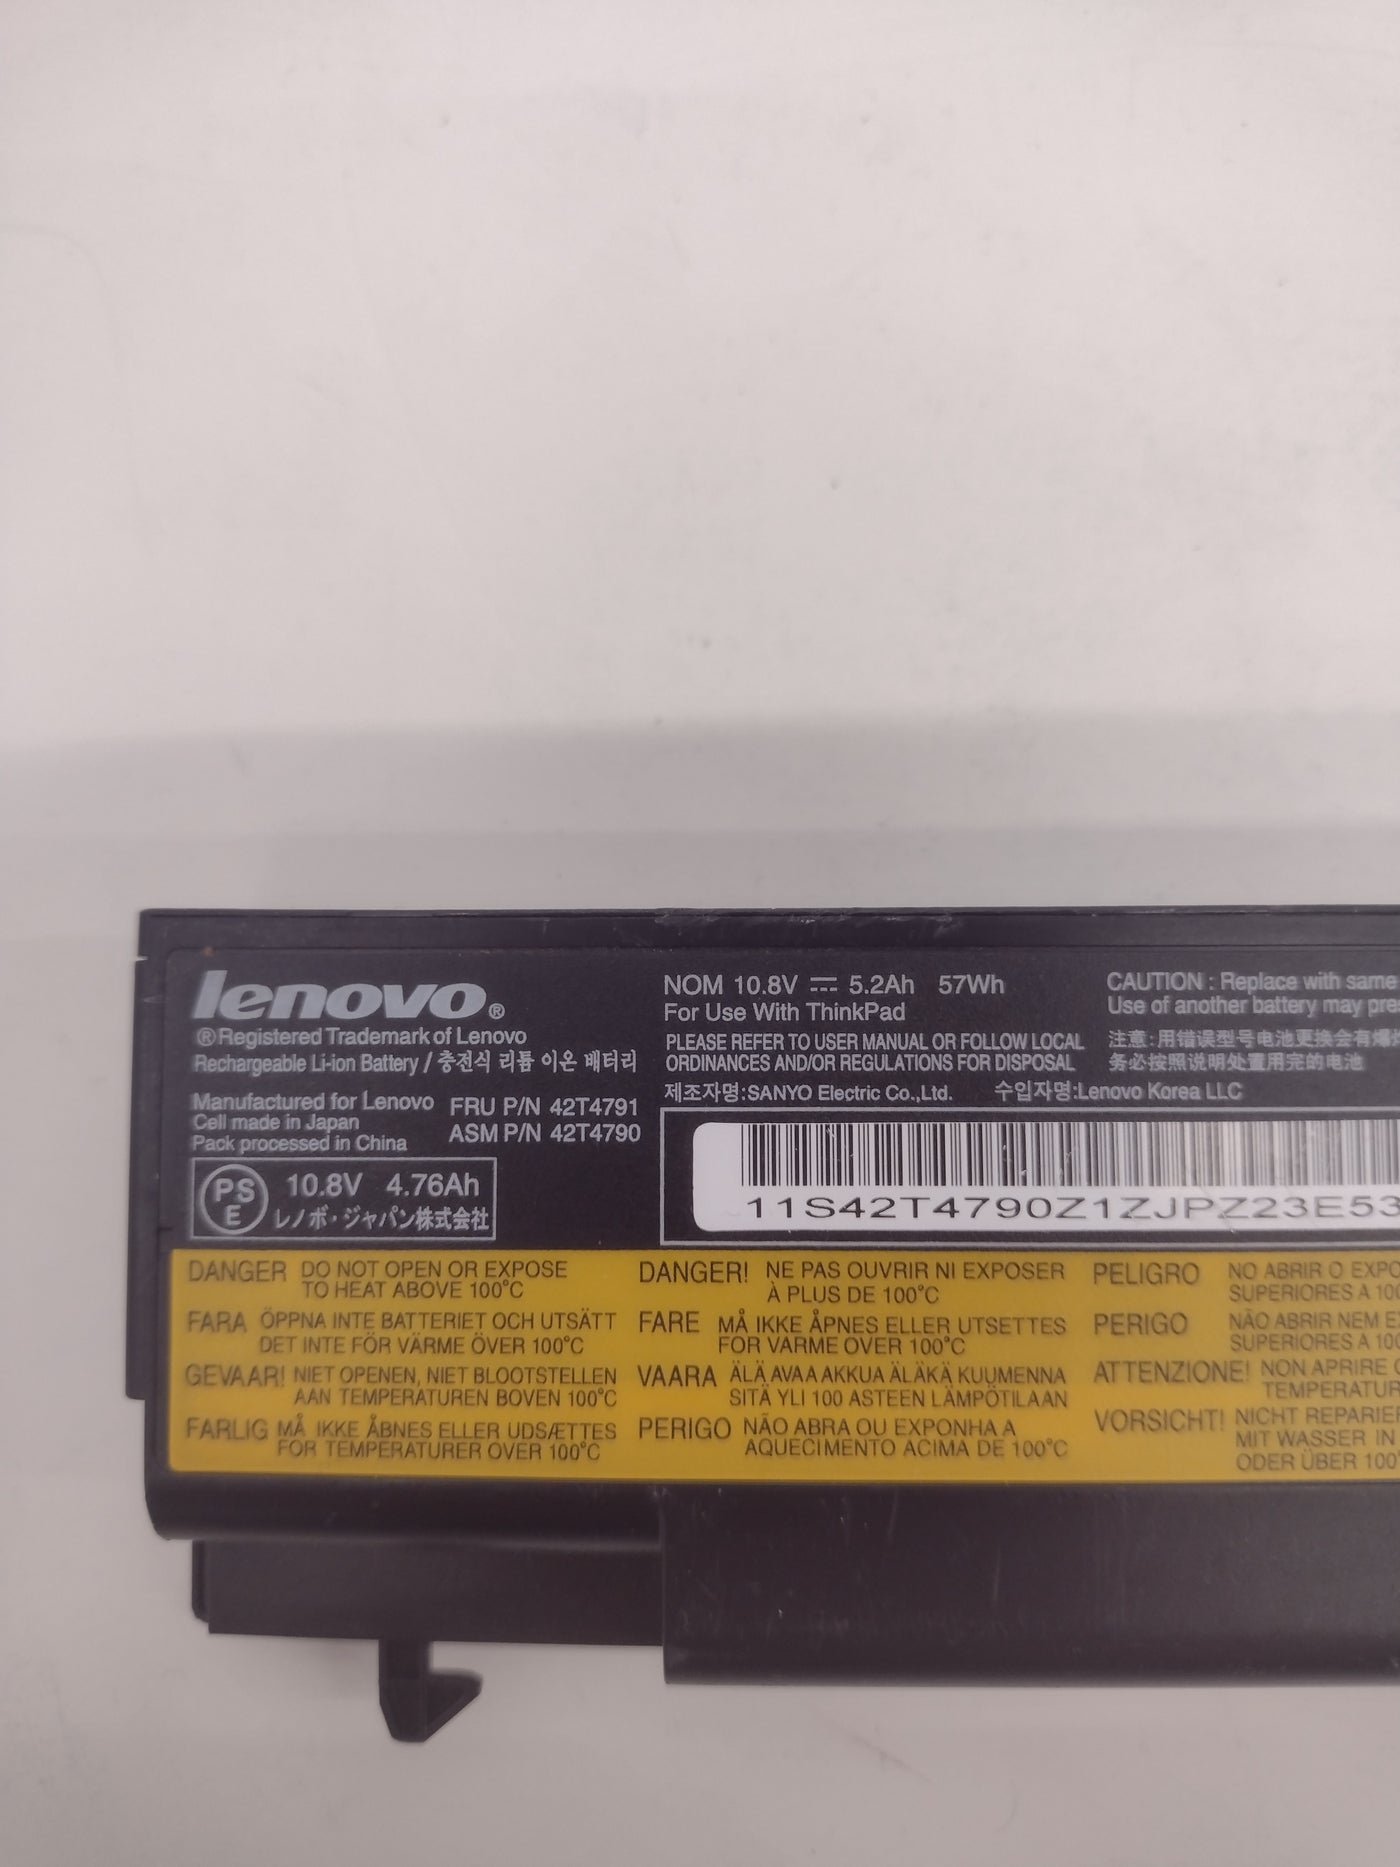 lenovo®
®Registered Trademark of Lenovo
Rechargeable Li-ion Battery / 충전식 리튬 이온 배터리
Manufactured for Lenovo
Cell made in Japan
Pack processed in China
FRU P/N 42T4791
ASM P/N 42T4790
PS
E
10.8V 4.76Ah
レノボ・ジャパン株式会社
NOM 10.8V ⎓ 5.2Ah 57Wh
For Use With ThinkPad
PLEASE REFER TO USER MANUAL OR FOLLOW LOCAL
ORDINANCES AND/OR REGULATIONS FOR DISPOSAL
제조자명:SANYO Electric Co.,Ltd. 수입자명:Lenovo Korea LLC
11S42T4790Z1ZJPZ23E53
CAUTION : Replace with same
Use of another battery may pre
注意:用错误型号电池更换会有爆炸
务必按照说明处置用完的电池
DANGER DO NOT OPEN OR EXPOSE
TO HEAT ABOVE 100°C
FARA ÖPPNA INTE BATTERIET OCH UTSÄTT
DET INTE FÖR VÄRME ÖVER 100°C
GEVAAR! NIET OPENEN, NIET BLOOTSTELLEN
AAN TEMPERATUREN BOVEN 100°C
FARLIG MÅ IKKE ÅBNES ELLER UDSÆTTES
FOR TEMPERATURER OVER 100°C
DANGER! NE PAS OUVRIR NI EXPOSER
À PLUS DE 100°C
FARE MÅ IKKE ÅPNES ELLER UTSETTES
FOR VARME OVER 100°C
VAARA ÄLÄ AVAA AKKUA ÄLÄKÄ KUUMENNA
SITÄ YLI 100 ASTEEN LÄMPÖTILAAN
PERIGO NÃO ABRA OU EXPONHA A
AQUECIMENTO ACIMA DE 100°C
PELIGRO NO ABRIR O EXPO
SUPERIORES A 100
PERIGO NÃO ABRIR NEM E
SUPERIORES A 100
ATTENZIONE! NON APRIRE O
TEMPERATUR
VORSICHT! NICHT REPARIER
MIT WASSER IN
ODER ÜBER 100°